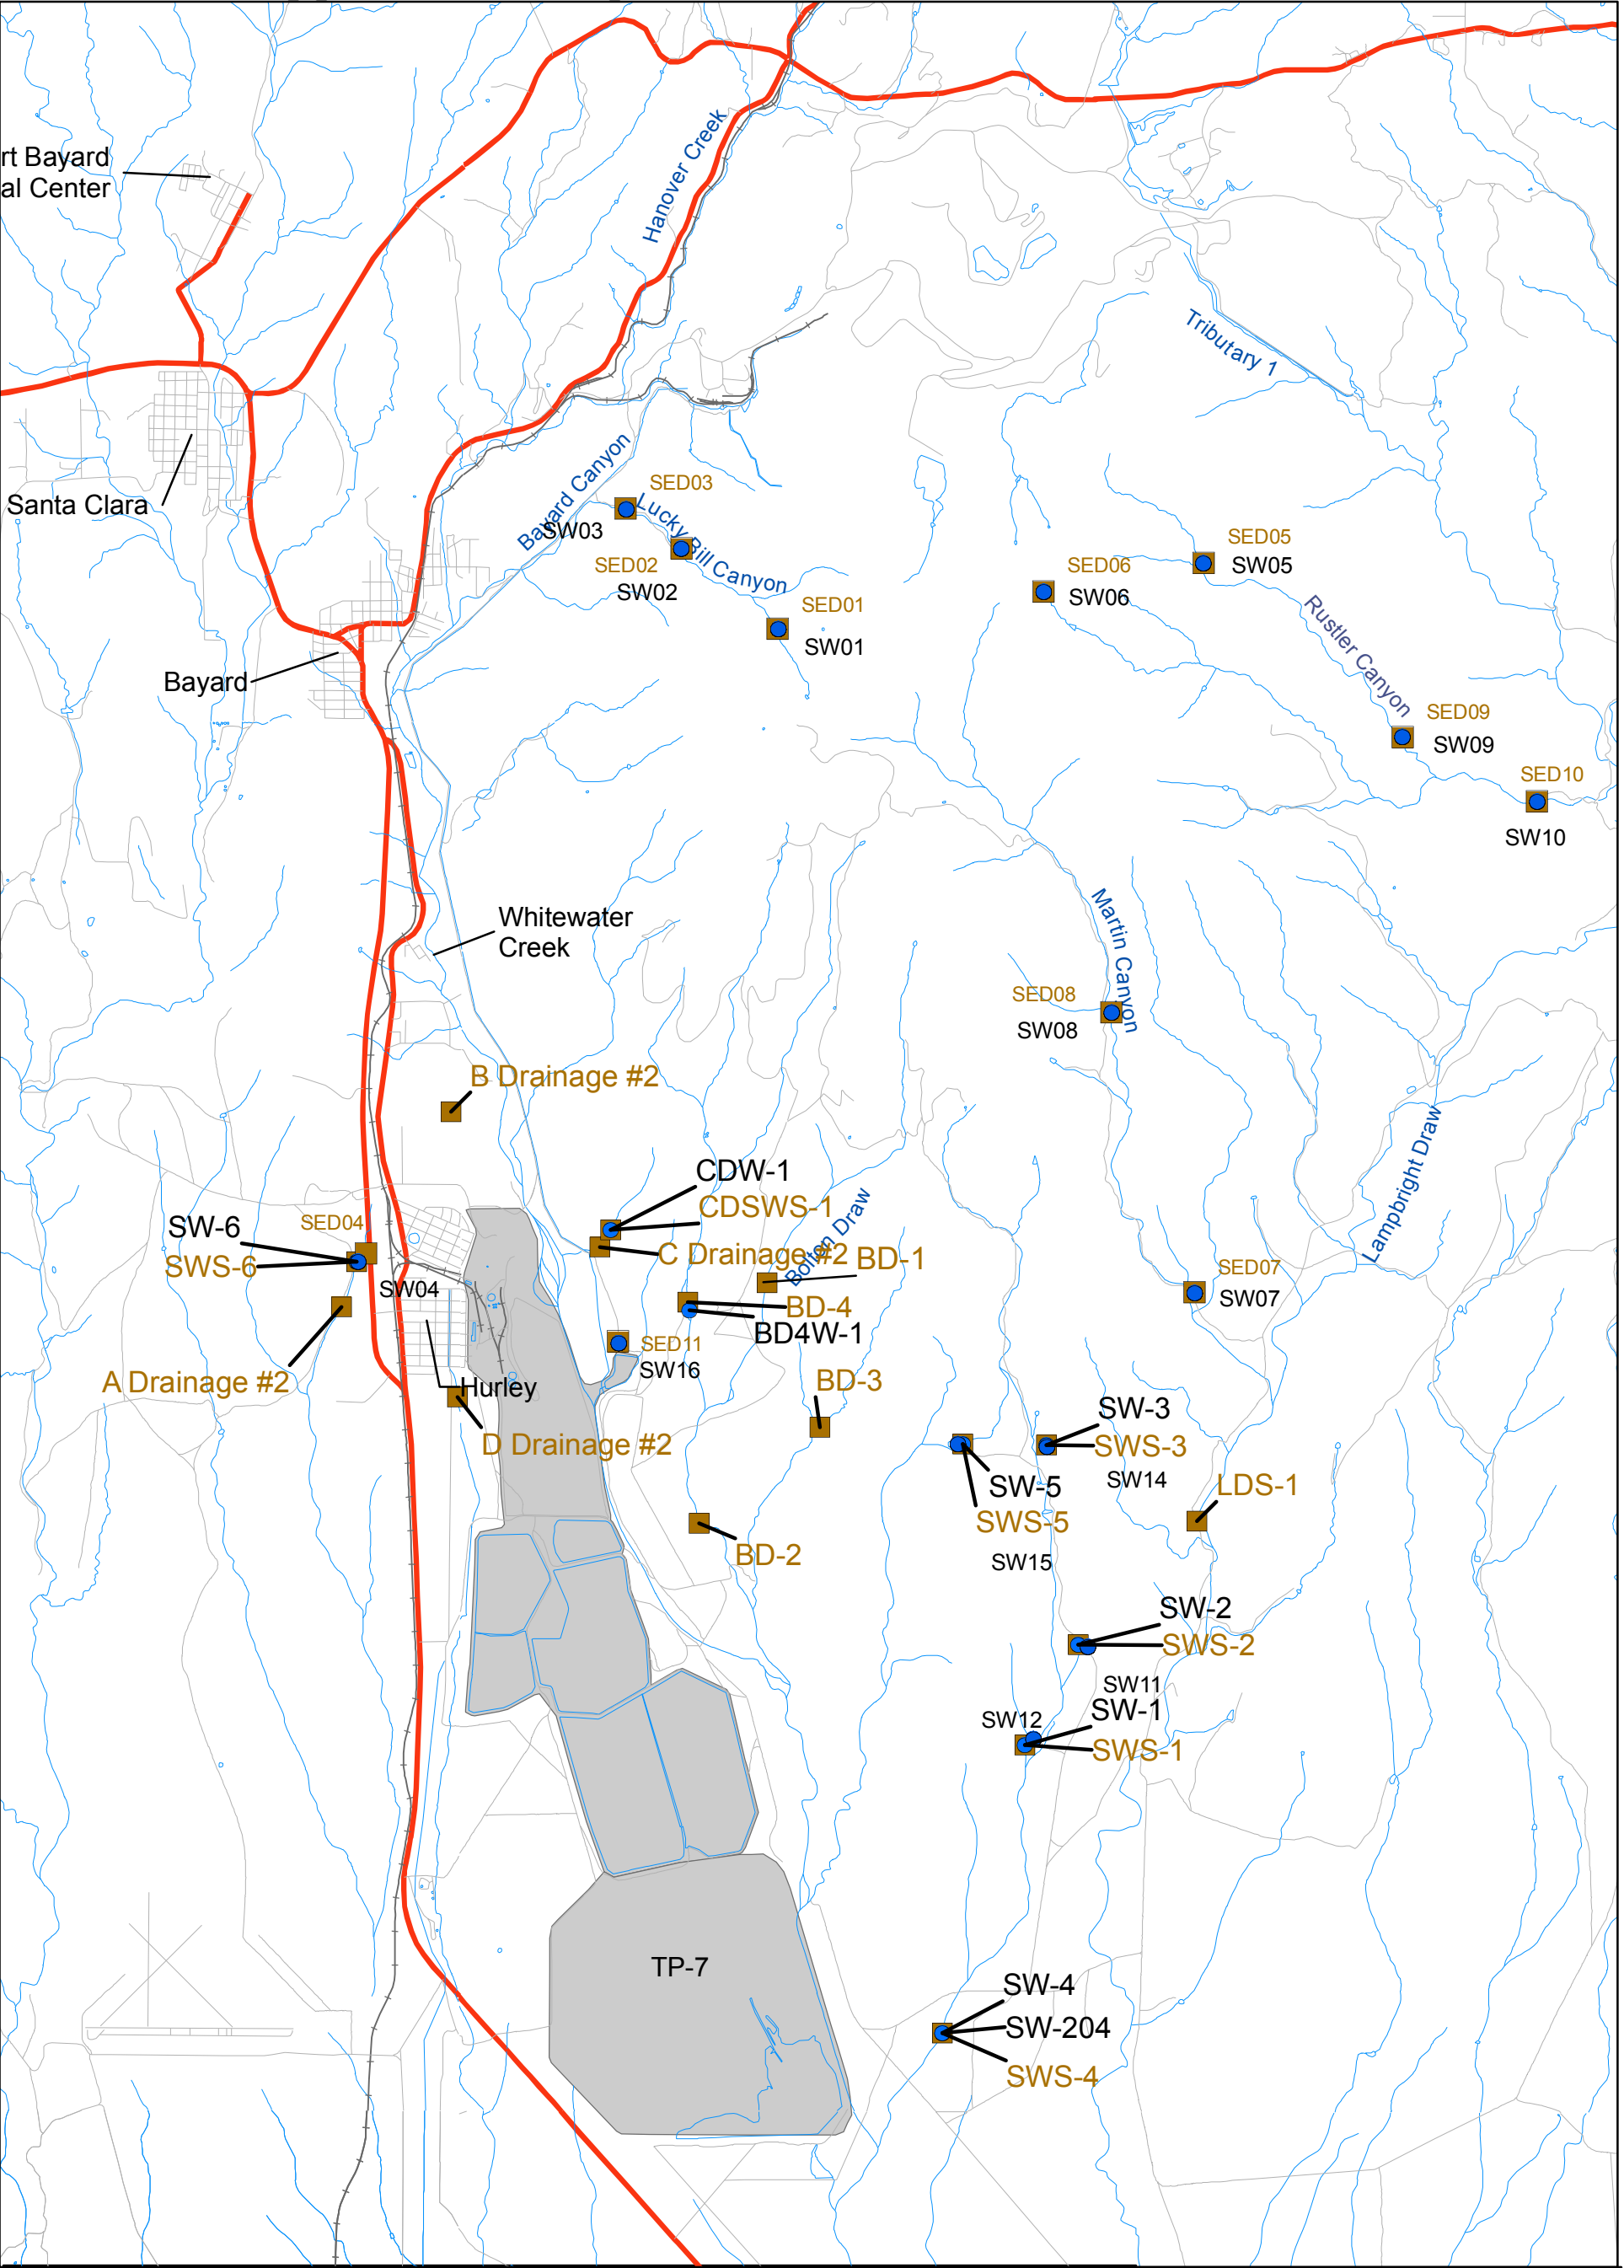 rt Bayard
al Center
Hanover Creek
Tributary 1
Santa Clara
Bayard Canyon
SED03
SW03
Lucky Bill Canyon
SED02
SW02
SED01
SW01
SED05
SW05
SED06
SW06
Rustler Canyon
Bayard
SED09
SW09
SED10
SW10
Whitewater
Creek
Martin Canyon
SED08
SW08
B Drainage #2
Lampbright Draw
CDW-1
CDSWS-1
C Drainage #2
Bolton Draw
BD-1
SW-6
SED04
SWS-6
SW04
BD-4
BD4W-1
SED07
SW07
SED11
SW16
A Drainage #2
Hurley
BD-3
D Drainage #2
SW-3
SWS-3
SW14
SW-5
SWS-5
LDS-1
BD-2
SW15
SW-2
SWS-2
SW11
SW12
SW-1
SWS-1
TP-7
SW-4
SW-204
SWS-4